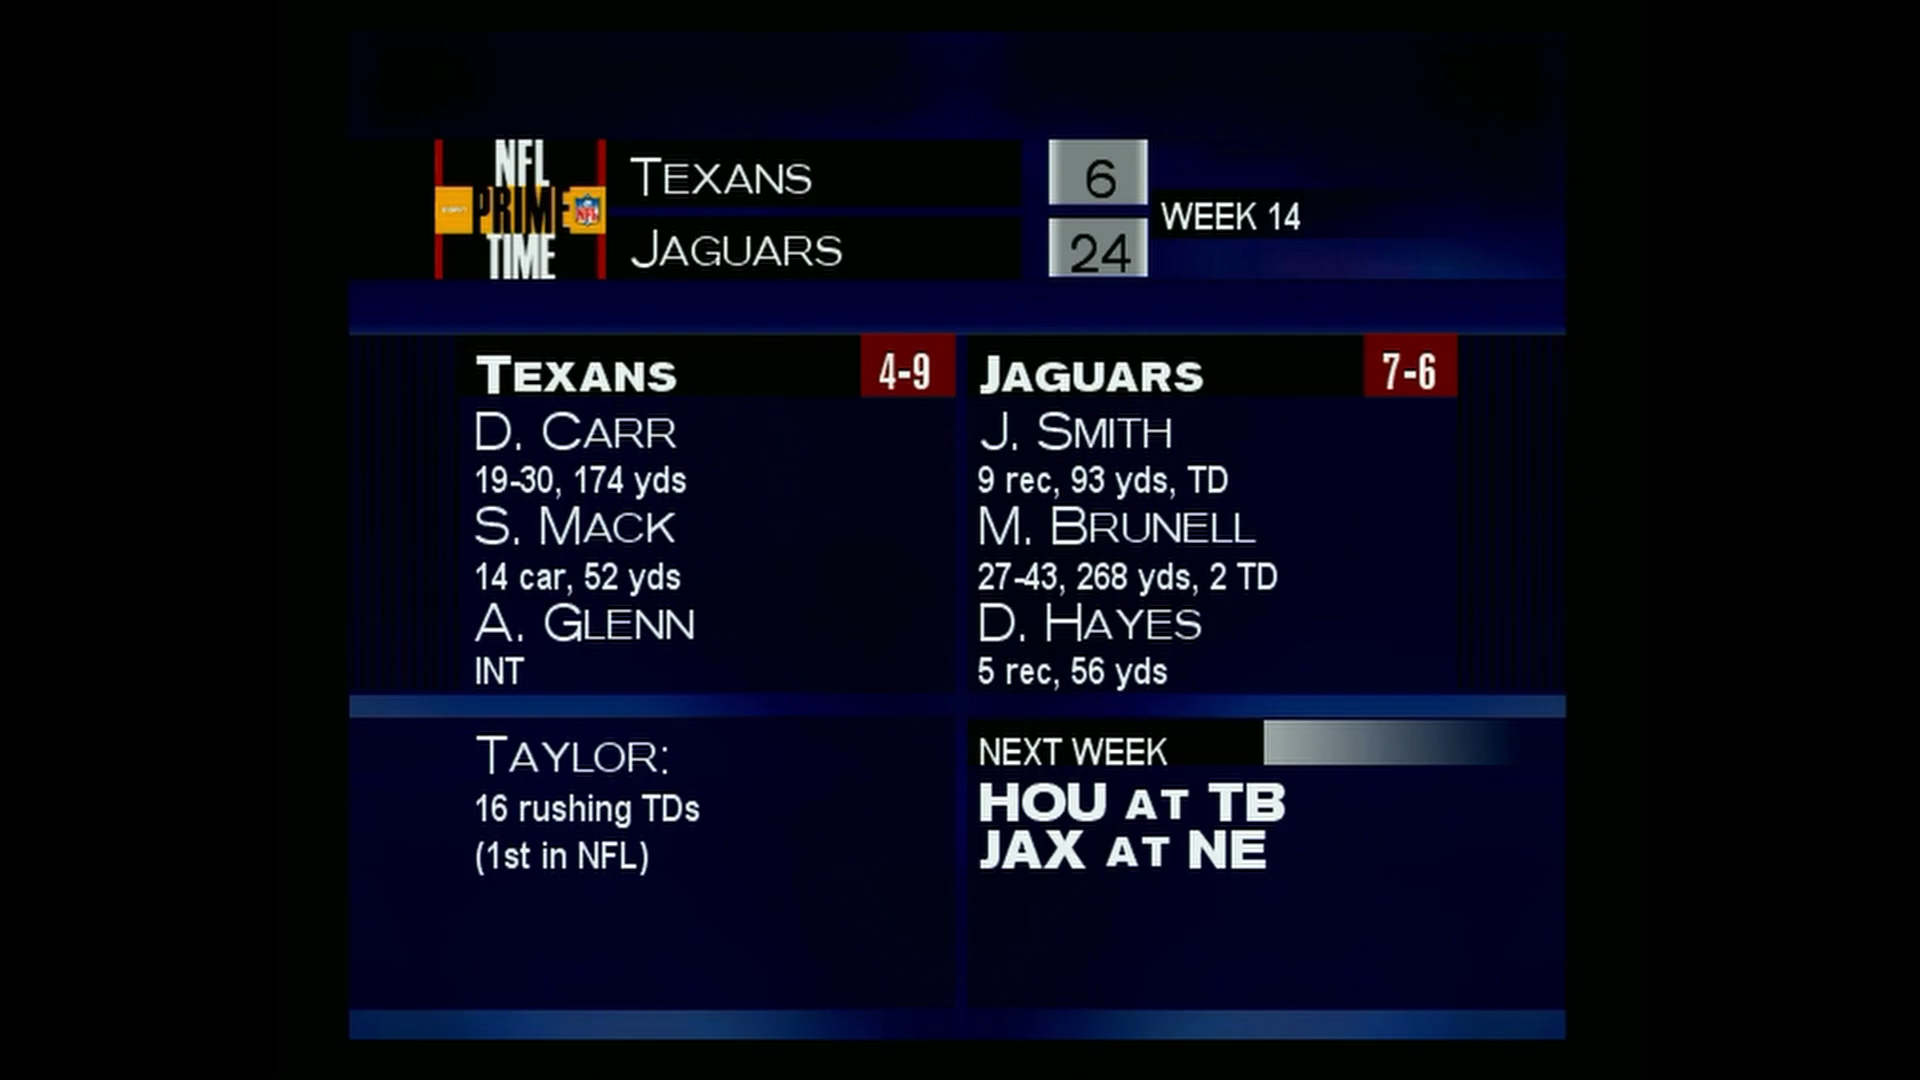 NFL
PRIME
TIME
ESPN
NFL
TEXANS
6
JAGUARS
24
WEEK 14
TEXANS 4-9
D. CARR
19-30, 174 yds
S. MACK
14 car, 52 yds
A. GLENN
INT
JAGUARS 7-6
J. SMITH
9 rec, 93 yds, TD
M. BRUNELL
27-43, 268 yds, 2 TD
D. HAYES
5 rec, 56 yds
TAYLOR:
16 rushing TDs
(1st in NFL)
NEXT WEEK
HOU AT TB
JAX AT NE